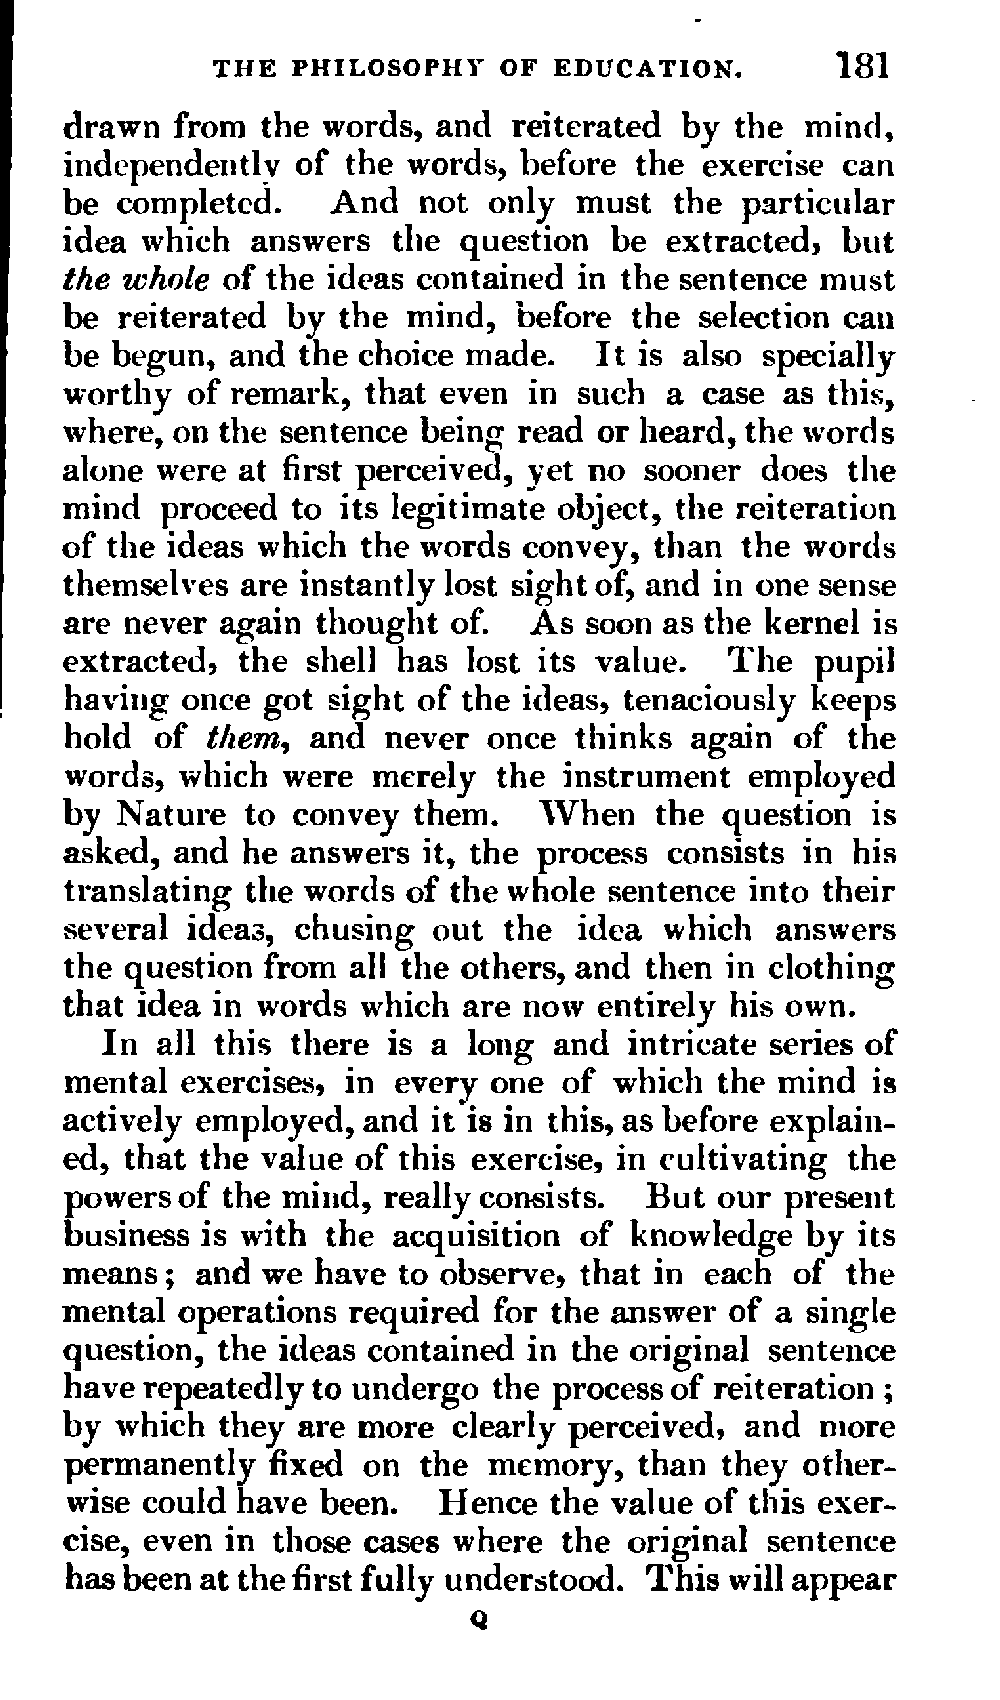 THE PHILOSOPHY OF EDUCATION. 181
drawn from the words, and reiterated by the mind,
independently of the words, before the exercise can
be completed. And not only must the particular
idea which answers the question be extracted, but
the whole of the ideas contained in the sentence must
be reiterated by the mind, before the selection can
be begun, and the choice made. It is also specially
worthy of remark, that even in such a case as this,
where, on the sentence being read or heard, the words
alone were at first perceived, yet no sooner does the
mind proceed to its legitimate object, the reiteration
of the ideas which the words convey, than the words
themselves are instantly lost sight of, and in one sense
are never again thought of. As soon as the kernel is
extracted, the shell has lost its value. The pupil
having once got sight of the ideas, tenaciously keeps
hold of them, and never once thinks again of the
words, which were merely the instrument employed
by Nature to convey them. When the question is
asked, and he answers it, the process consists in his
translating the words of the whole sentence into their
several ideas, chusing out the idea which answers
the question from all the others, and then in clothing
that idea in words which are now entirely his own.
In all this there is a long and intricate series of
mental exercises, in every one of which the mind is
actively employed, and it is in this, as before explain-
ed, that the value of this exercise, in cultivating the
powers of the mind, really consists. But our present
business is with the acquisition of knowledge by its
means; and we have to observe, that in each of the
mental operations required for the answer of a single
question, the ideas contained in the original sentence
have repeatedly to undergo the process of reiteration;
by which they are more clearly perceived, and more
permanently fixed on the memory, than they other-
wise could have been. Hence the value of this exer-
cise, even in those cases where the original sentence
has been at the first fully understood. This will appear
Q